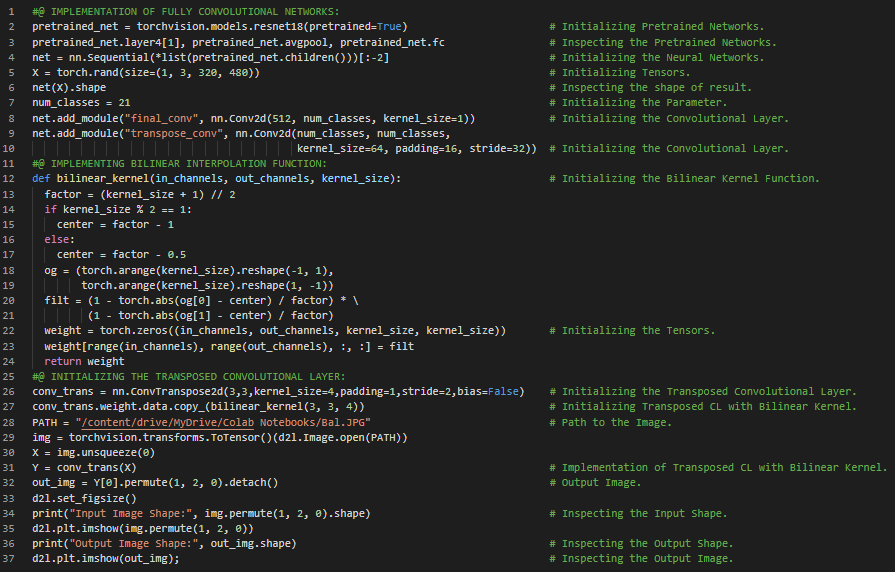 1 #@ IMPLEMENTATION OF FULLY CONVOLUTIONAL NETWORKS:
2 pretrained_net = torchvision.models.resnet18(pretrained=True) # Initializing Pretrained Networks.
3 pretrained_net.layer4[1], pretrained_net.avgpool, pretrained_net.fc # Inspecting the Pretrained Networks.
4 net = nn.Sequential(*list(pretrained_net.children()))[:-2] # Initializing the Neural Networks.
5 X = torch.rand(size=(1, 3, 320, 480)) # Initializing Tensors.
6 net(X).shape # Inspecting the shape of result.
7 num_classes = 21 # Initializing the Parameter.
8 net.add_module("final_conv", nn.Conv2d(512, num_classes, kernel_size=1)) # Initializing the Convolutional Layer.
9 net.add_module("transpose_conv", nn.Conv2d(num_classes, num_classes,
10 kernel_size=64, padding=16, stride=32)) # Initializing the Convolutional Layer.
11 #@ IMPLEMENTING BILINEAR INTERPOLATION FUNCTION:
12 def bilinear_kernel(in_channels, out_channels, kernel_size): # Initializing the Bilinear Kernel Function.
13 factor = (kernel_size + 1) // 2
14 if kernel_size % 2 == 1:
15 center = factor - 1
16 else:
17 center = factor - 0.5
18 og = (torch.arange(kernel_size).reshape(-1, 1),
19 torch.arange(kernel_size).reshape(1, -1))
20 filt = (1 - torch.abs(og[0] - center) / factor) * \
21 (1 - torch.abs(og[1] - center) / factor)
22 weight = torch.zeros((in_channels, out_channels, kernel_size, kernel_size)) # Initializing the Tensors.
23 weight[range(in_channels), range(out_channels), :, :] = filt
24 return weight
25 #@ INITIALIZING THE TRANSPOSED CONVOLUTIONAL LAYER:
26 conv_trans = nn.ConvTranspose2d(3,3,kernel_size=4,padding=1,stride=2,bias=False) # Initializing the Transposed Convolutional Layer.
27 conv_trans.weight.data.copy_(bilinear_kernel(3, 3, 4)) # Initializing Transposed CL with Bilinear Kernel.
28 PATH = "/content/drive/MyDrive/Colab Notebooks/Bal.JPG" # Path to the Image.
29 img = torchvision.transforms.ToTensor()(d2l.Image.open(PATH))
30 X = img.unsqueeze(0)
31 Y = conv_trans(X) # Implementation of Transposed CL with Bilinear Kernel.
32 out_img = Y[0].permute(1, 2, 0).detach() # Output Image.
33 d2l.set_figsize()
34 print("Input Image Shape:", img.permute(1, 2, 0).shape) # Inspecting the Input Shape.
35 d2l.plt.imshow(img.permute(1, 2, 0))
36 print("Output Image Shape:", out_img.shape) # Inspecting the Output Shape.
37 d2l.plt.imshow(out_img); # Inspecting the Output Image.